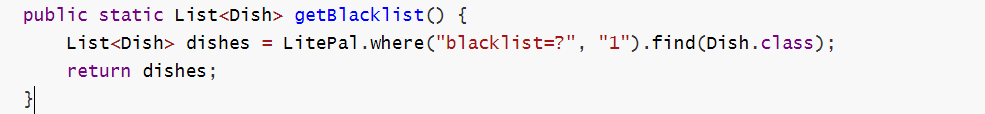 public static List<Dish> getBlacklist() {
    List<Dish> dishes = LitePal.where("blacklist=?", "1").find(Dish.class);
    return dishes;
}